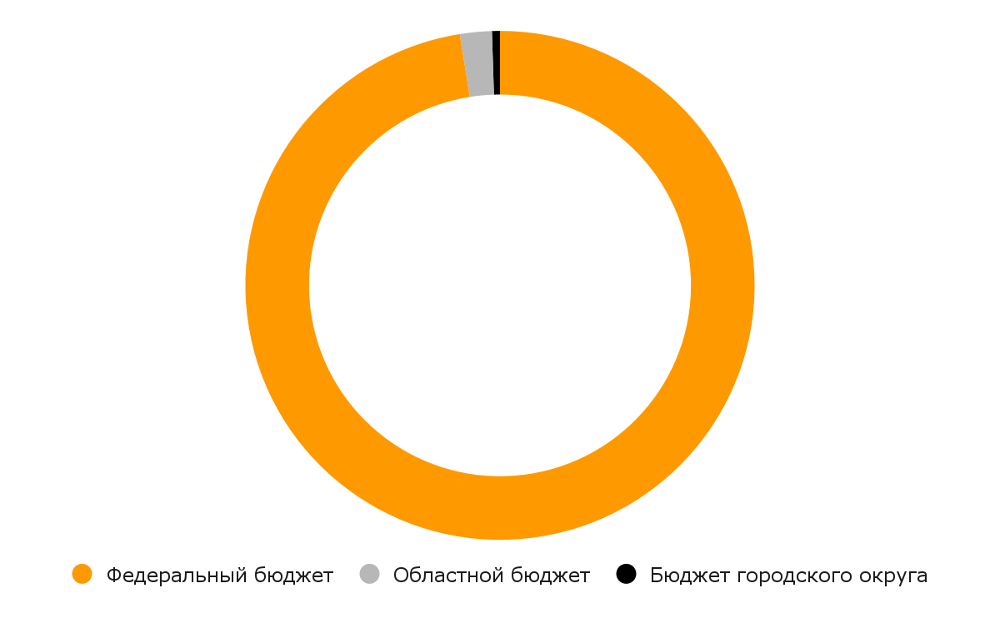 Федеральный бюджет
Областной бюджет
Бюджет городского округа